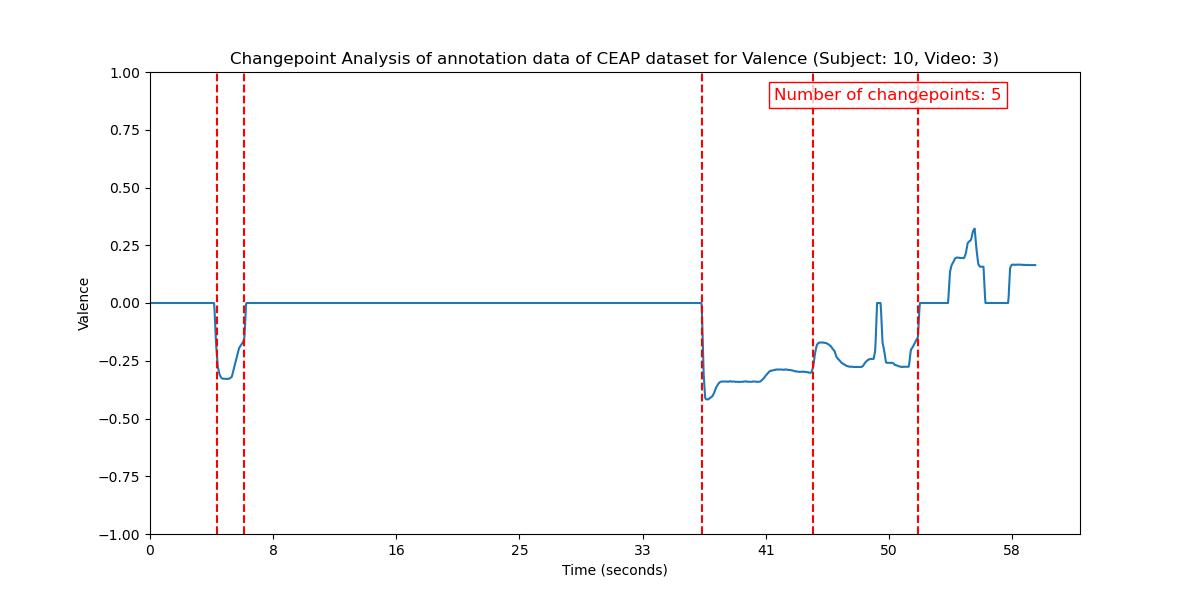 Changepoint Analysis of annotation data of CEAP dataset for Valence (Subject: 10, Video: 3)
Number of changepoints: 5
1.00
0.75
0.50
0.25
0.00
−0.25
−0.50
−0.75
−1.00
Valence
0 8 16 25 33 41 50 58
Time (seconds)